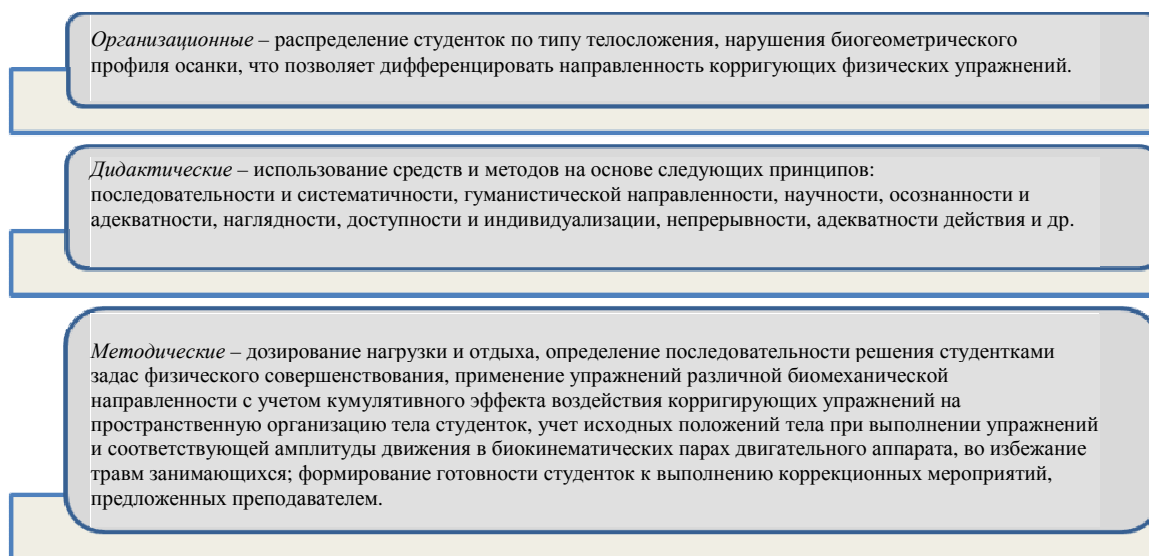 Организационные – распределение студенток по типу телосложения, нарушения биогеометрического
профиля осанки, что позволяет дифференцировать направленность корригующих физических упражнений.
Дидактические – использование средств и методов на основе следующих принципов:
последовательности и систематичности, гуманистической направленности, научности, осознанности и
адекватности, наглядности, доступности и индивидуализации, непрерывности, адекватности действия и др.
Методические – дозирование нагрузки и отдыха, определение последовательности решения студентками
задас физического совершенствования, применение упражнений различной биомеханической
направленности с учетом кумулятивного эффекта воздействия корригирующих упражнений на
пространственную организацию тела студенток, учет исходных положений тела при выполнении упражнений
и соответствующей амплитуды движения в биокинематических парах двигательного аппарата, во избежание
травм занимающихся; формирование готовности студенток к выполнению коррекционных мероприятий,
предложенных преподавателем.